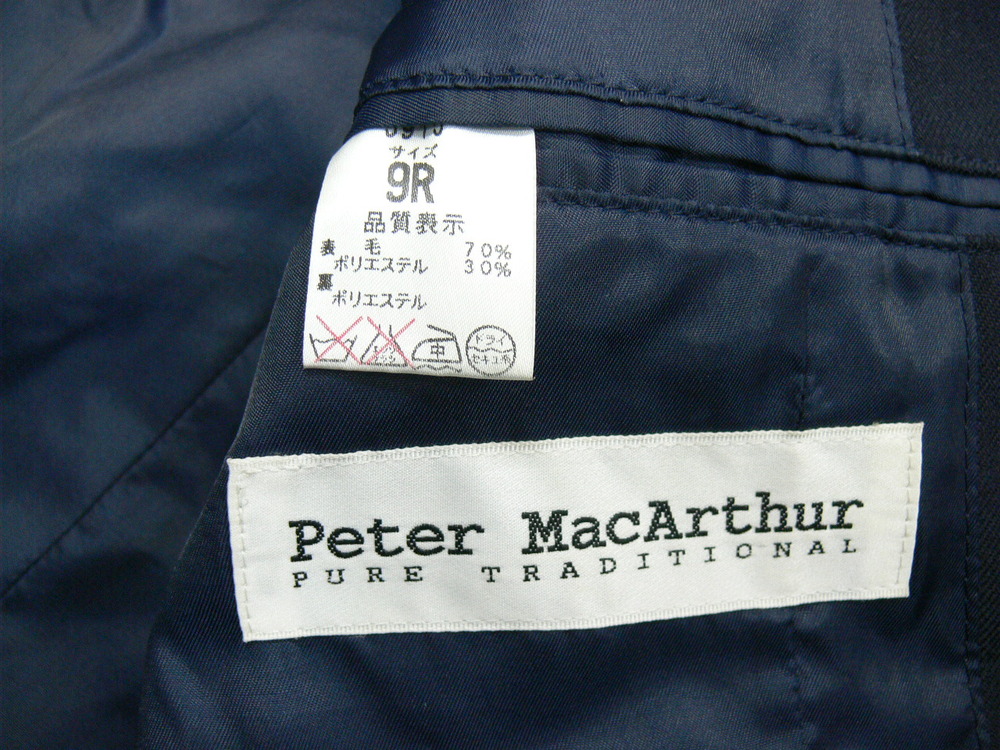 サイズ
9R
品質表示
表 毛 70%
ポリエステル 30%
裏
ポリエステル
中
ドライ
セキユ系
Peter MacArthur
PURE TRADITIONAL